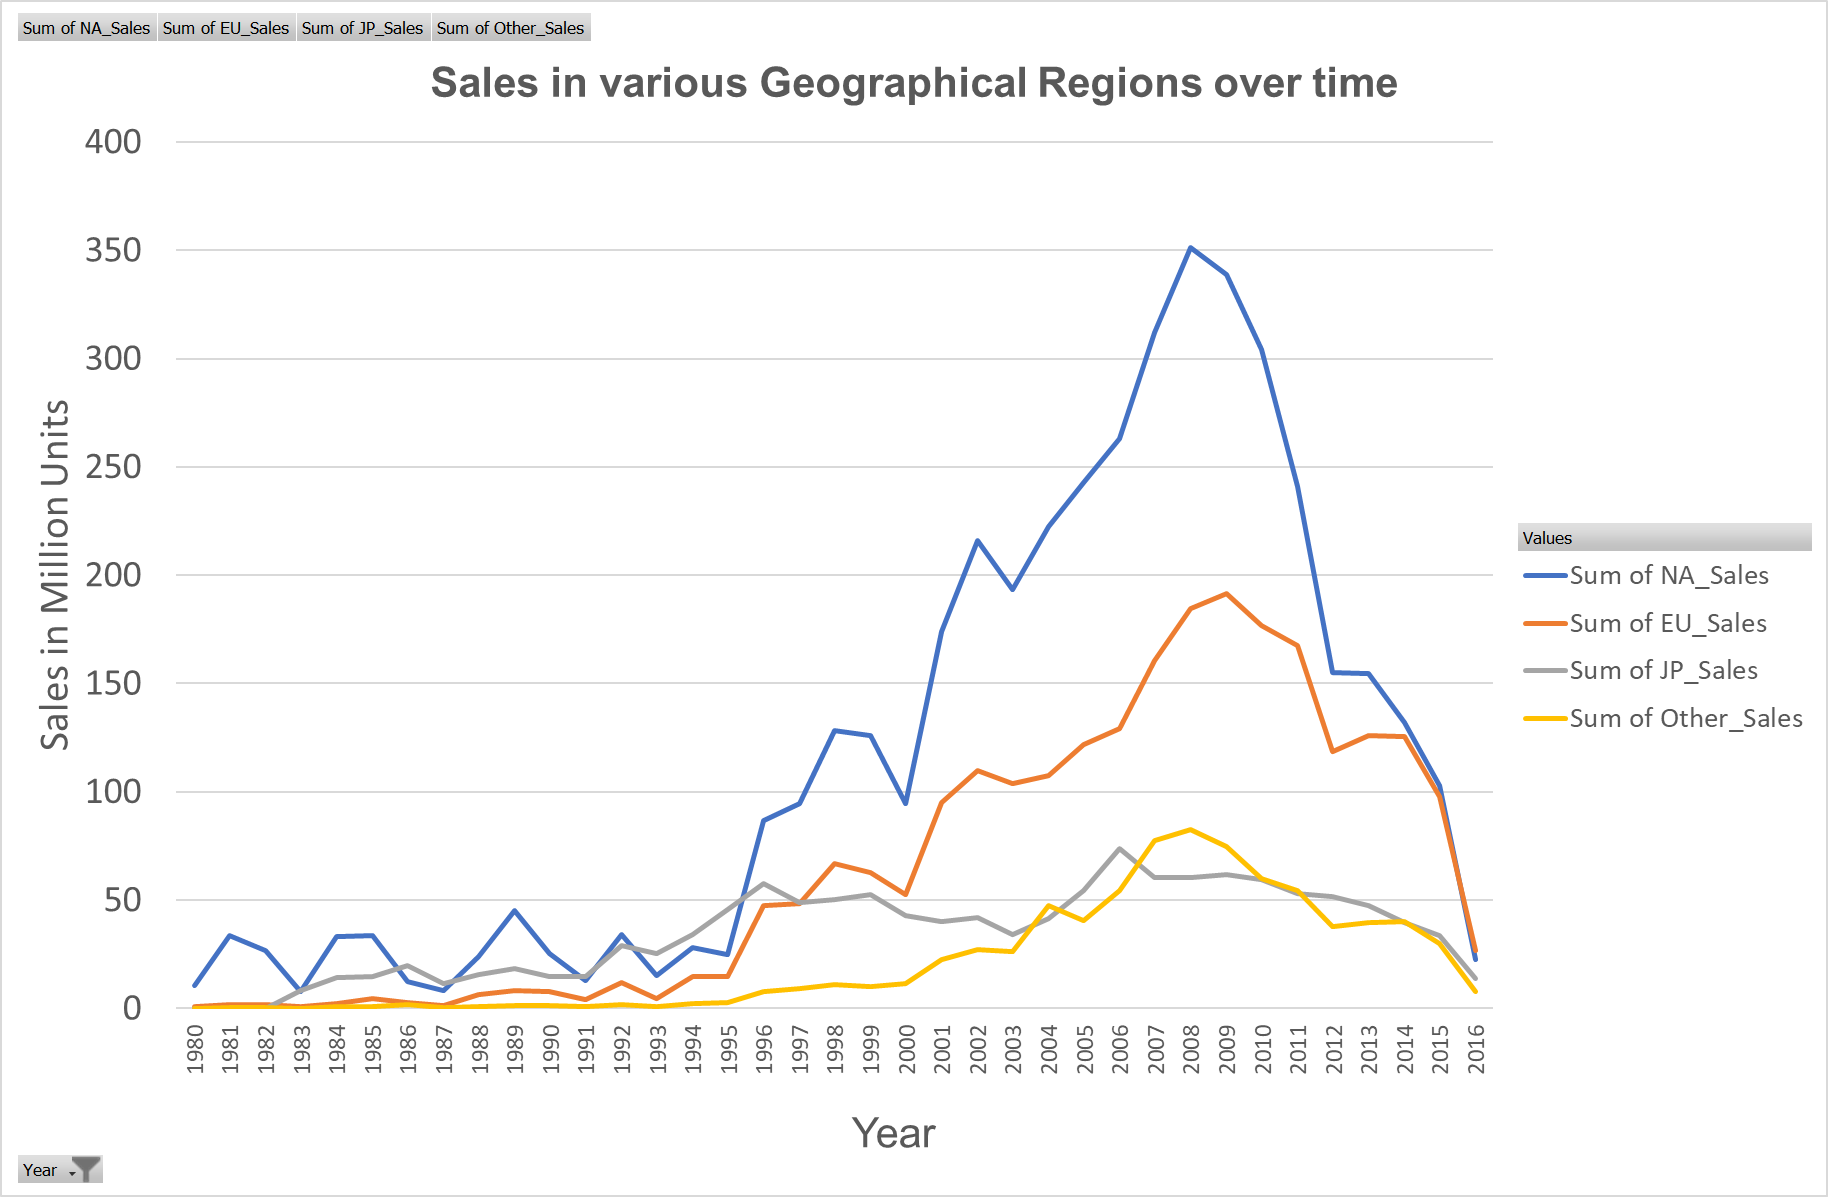 Sum of NA_Sales Sum of EU_Sales Sum of JP_Sales Sum of Other_Sales
Sales in various Geographical Regions over time
400
350
300
250
200
150
100
50
0
Sales in Million Units
1980 1981 1982 1983 1984 1985 1986 1987 1988 1989 1990 1991 1992 1993 1994 1995 1996 1997 1998 1999 2000 2001 2002 2003 2004 2005 2006 2007 2008 2009 2010 2011 2012 2013 2014 2015 2016
Year
Values
Sum of NA_Sales
Sum of EU_Sales
Sum of JP_Sales
Sum of Other_Sales
Year